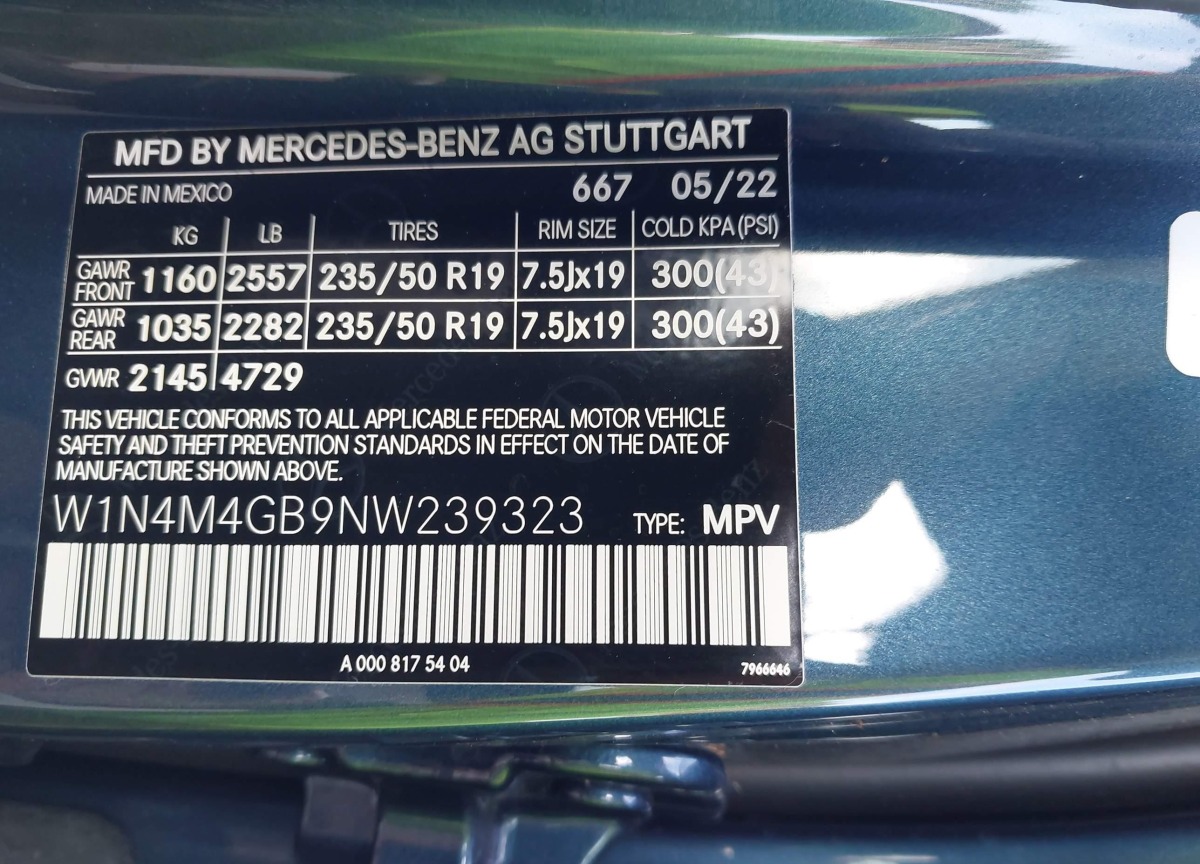 MFD BY MERCEDES-BENZ AG STUTTGART
MADE IN MEXICO 667 05/22
KG LB TIRES RIM SIZE COLD KPA (PSI)
GAWR FRONT 1160 2557 235/50 R19 7.5Jx19 300(43)
GAWR REAR 1035 2282 235/50 R19 7.5Jx19 300(43)
GVWR 2145 4729
THIS VEHICLE CONFORMS TO ALL APPLICABLE FEDERAL MOTOR VEHICLE
SAFETY AND THEFT PREVENTION STANDARDS IN EFFECT ON THE DATE OF
MANUFACTURE SHOWN ABOVE.
W1N4M4GB9NW239323 TYPE: MPV
A 000 817 54 04 7966646